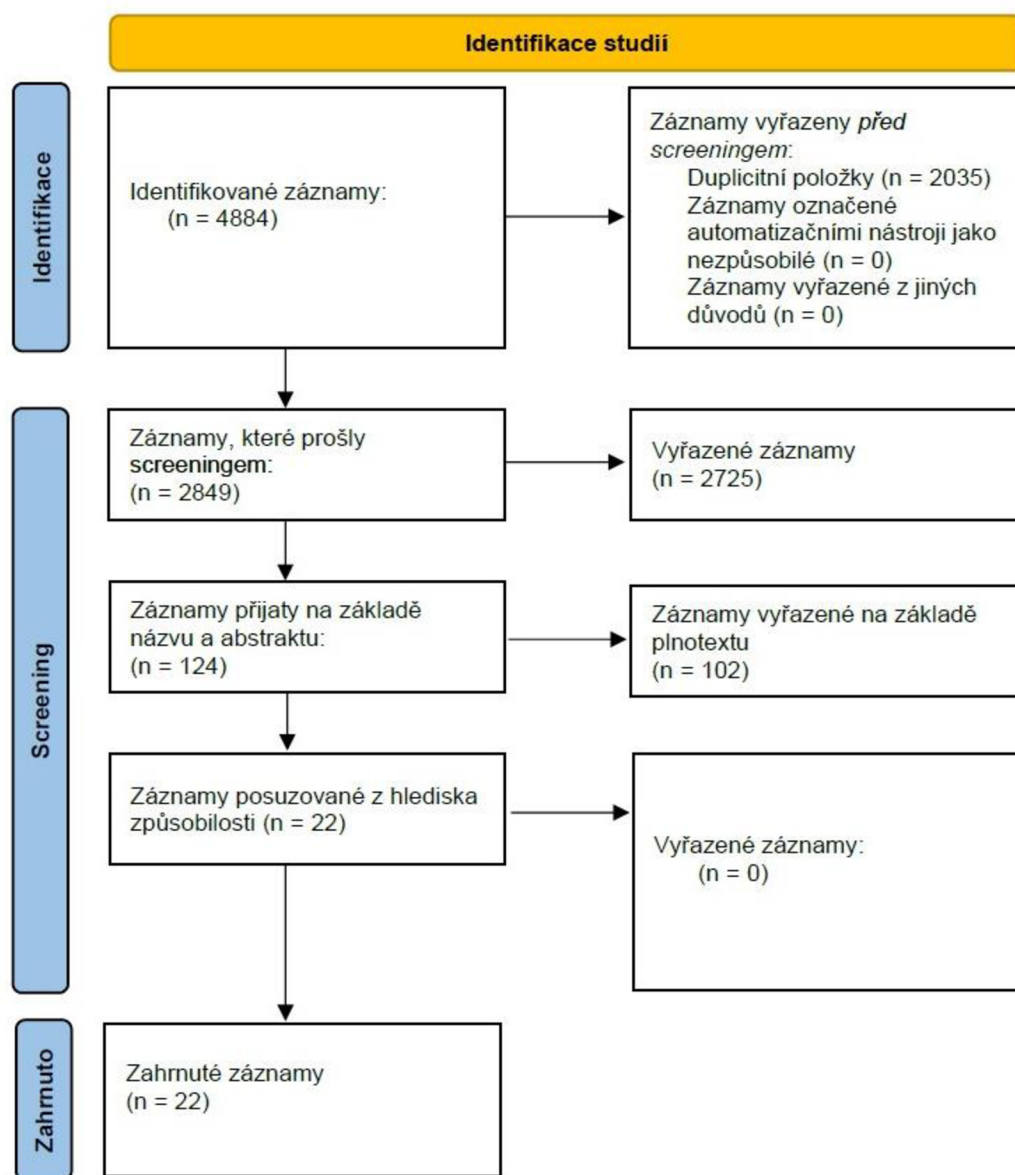 Identifikace studií
Identifikace
Identifikované záznamy:
(n = 4884)
Záznamy vyřazeny před
screeningem:
Duplicitní položky (n = 2035)
Záznamy označené
automatizačními nástroji jako
nezpůsobilé (n = 0)
Záznamy vyřazené z jiných
důvodů (n = 0)
Screening
Záznamy, které prošly
screeningem:
(n = 2849)
Vyřazené záznamy
(n = 2725)
Záznamy přijaty na základě
názvu a abstraktu:
(n = 124)
Záznamy vyřazené na základě
plnotextu
(n = 102)
Záznamy posuzované z hlediska
způsobilosti (n = 22)
Vyřazené záznamy:
(n = 0)
Zahrnuto
Zahrnuté záznamy
(n = 22)